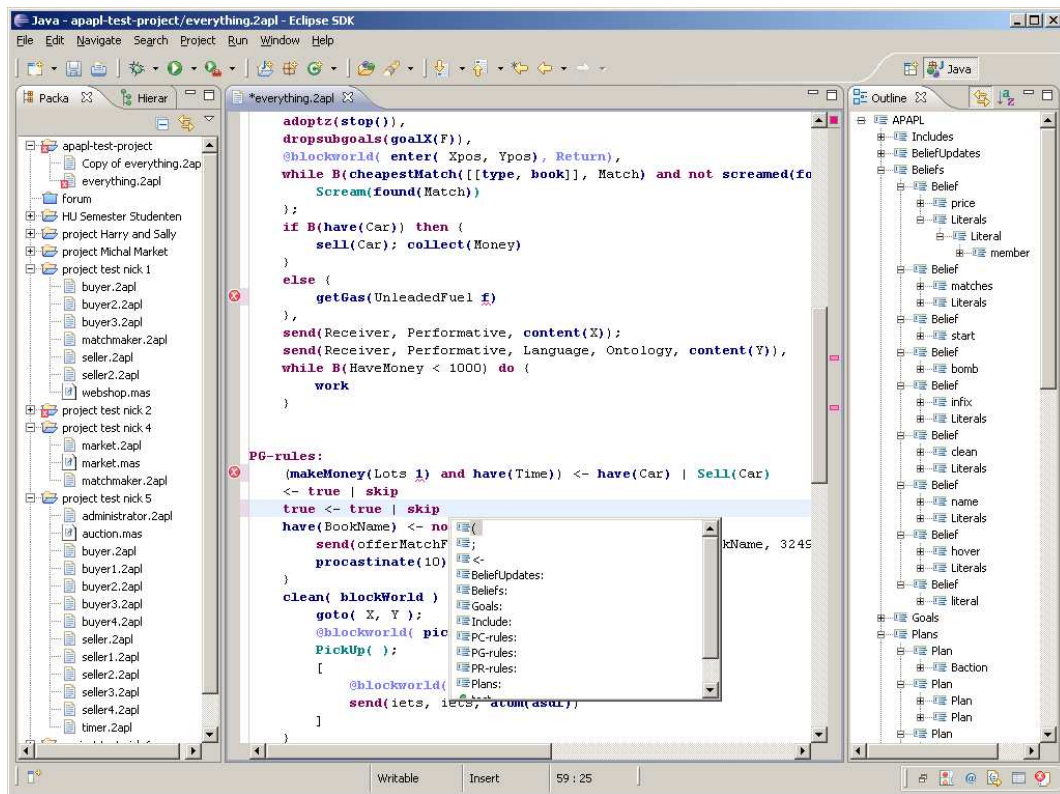 Java - apapl-test-project/everything.2apl - Eclipse SDK
File Edit Navigate Search Project Run Window Help
Java
Packa
Hierar
apapl-test-project
Copy of everything.2ap
everything.2apl
forum
HU Semester Studenten
project Harry and Sally
project Michal Market
project test nick 1
buyer.2apl
buyer2.2apl
buyer3.2apl
matchmaker.2apl
seller.2apl
seller2.2apl
webshop.mas
project test nick 2
project test nick 4
market.2apl
market.mas
matchmaker.2apl
project test nick 5
administrator.2apl
auction.mas
buyer.2apl
buyer1.2apl
buyer2.2apl
buyer3.2apl
buyer4.2apl
seller.2apl
seller1.2apl
seller2.2apl
seller3.2apl
seller4.2apl
timer.2apl
*everything.2apl
adoptz(stop()),
dropsubgoals(goalX(F)),
@blockworld( enter( Xpos, Ypos), Return),
while B(cheapestMatch([[type, book]], Match) and not screamed(fo
Scream(found(Match))
};
if B(have(Car)) then {
sell(Car); collect(Money)
}
else {
getGas(UnleadedFuel f)
},
send(Receiver, Performative, content(X));
send(Receiver, Performative, Language, Ontology, content(Y)),
while B(HaveMoney < 1000) do {
work
}
PG-rules:
(makeMoney(Lots 1) and have(Time)) <- have(Car) | Sell(Car)
<- true | skip
true <- true | skip
have(BookName) <- no
send(offerMatchF kName, 3249
procastinate(10)
}
clean( blockWorld )
goto( X, Y );
@blockworld( pic
PickUp( );
[
@blockworld(
send(iets, iets, atom(asdf))
]
}
(
;
<-
BeliefUpdates:
Beliefs:
Goals:
Include:
PC-rules:
PG-rules:
PR-rules:
Plans:
Outline
APAPL
Includes
BeliefUpdates
Beliefs
Belief
price
Literals
Literal
member
Belief
matches
Literals
Belief
start
Belief
bomb
Belief
infix
Literals
Belief
clean
Literals
Belief
name
Literals
Belief
hover
Literals
Belief
literal
Goals
Plans
Plan
Baction
Plan
Plan
Plan
Plan
Writable Insert 59 : 25